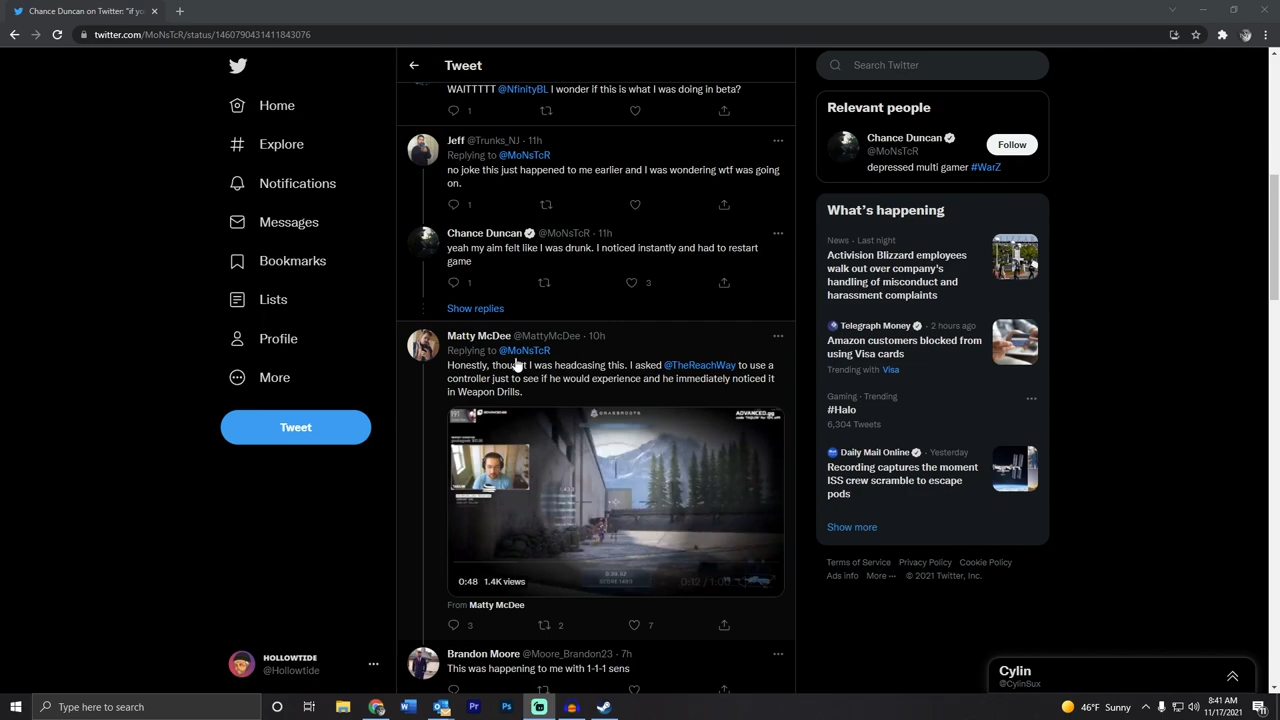 Chance Duncan on Twitter: "if yo
twitter.com/MoNsTcR/status/1460790431411843076
Home
Explore
Notifications
Messages
Bookmarks
Lists
Profile
More
Tweet
HOLLOWTIDE
@Hollowtide
Tweet
WAITTTTT @NfinityBL I wonder if this is what I was doing in beta?
1
Jeff @Trunks_NJ · 11h
Replying to @MoNsTcR
no joke this just happened to me earlier and I was wondering wtf was going
on.
1
Chance Duncan @MoNsTcR · 11h
yeah my aim felt like I was drunk. I noticed instantly and had to restart
game
1 3
Show replies
Matty McDee @MattyMcDee · 10h
Replying to @MoNsTcR
Honestly, thought I was headcasing this. I asked @TheReachWay to use a
controller just to see if he would experience and he immediately noticed it
in Weapon Drills.
191
GRASSROOTS
ADVANCED.gg
0:48 1.4K views
SCORE 1480
0:12 / 1:00
From Matty McDee
3 2 7
Brandon Moore @Moore_Brandon23 · 7h
This was happening to me with 1-1-1 sens
Search Twitter
Relevant people
Chance Duncan
@MoNsTcR
Follow
depressed multi gamer #WarZ
What's happening
News · Last night
Activision Blizzard employees
walk out over company's
handling of misconduct and
harassment complaints
Telegraph Money · 2 hours ago
Amazon customers blocked from
using Visa cards
Trending with Visa
Gaming · Trending
#Halo
6,304 Tweets
Daily Mail Online · Yesterday
Recording captures the moment
ISS crew scramble to escape
pods
Show more
Terms of Service Privacy Policy Cookie Policy
Ads info More ··· © 2021 Twitter, Inc.
Cylin
@CylinSux
Type here to search
46°F Sunny
8:41 AM
11/17/2021